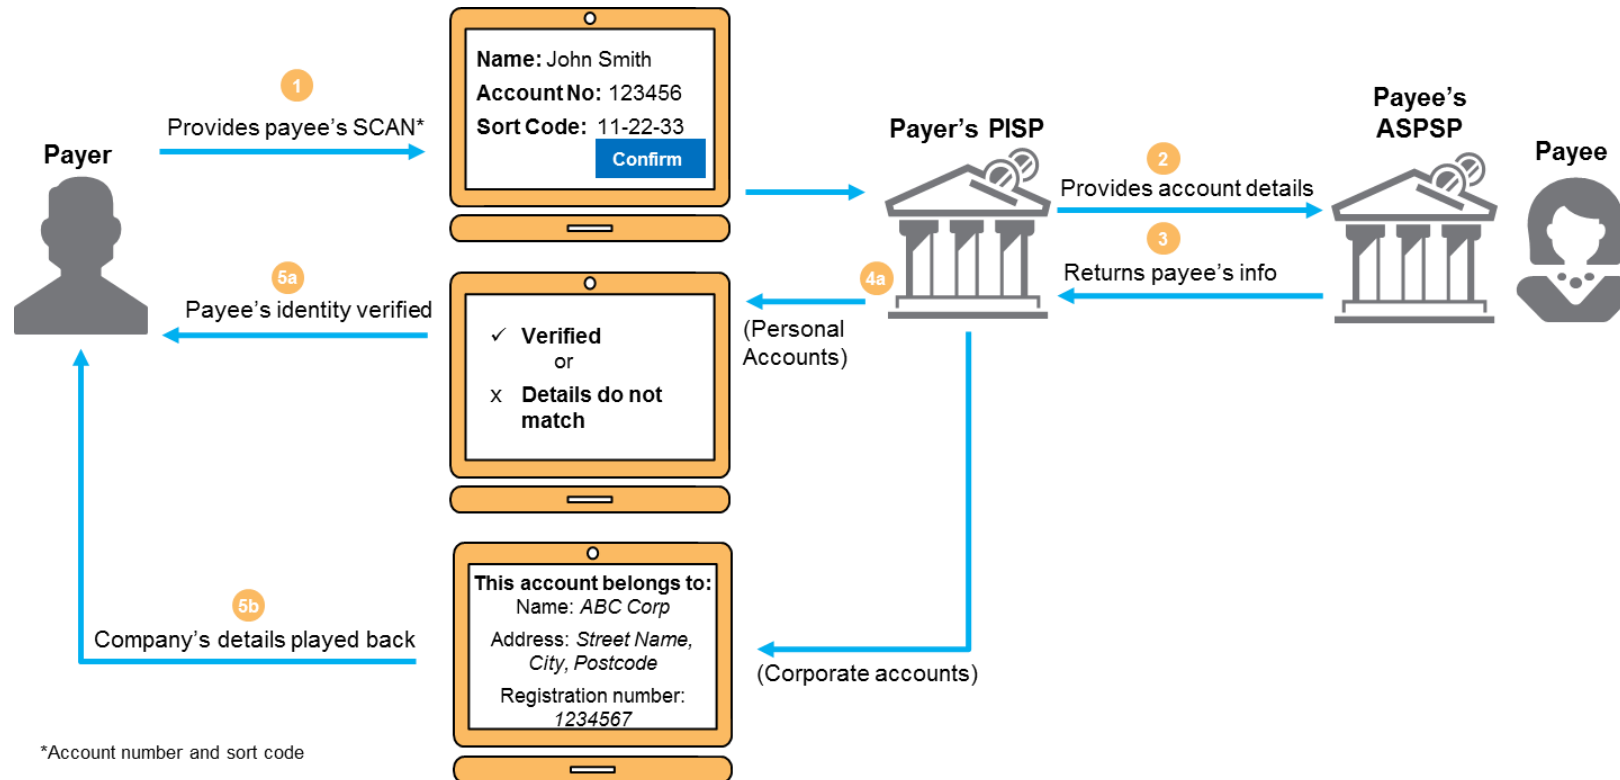 Payer
1
Provides payee's SCAN*
Name: John Smith
Account No: 123456
Sort Code: 11-22-33
Confirm
Payer's PISP
2
Provides account details
3
Returns payee's info
Payee's
ASPSP
Payee
4a
(Personal
Accounts)
5a
Payee's identity verified
✓ Verified
or
x Details do not
match
5b
Company's details played back
This account belongs to:
Name: ABC Corp
Address: Street Name,
City, Postcode
Registration number:
1234567
(Corporate accounts)
*Account number and sort code